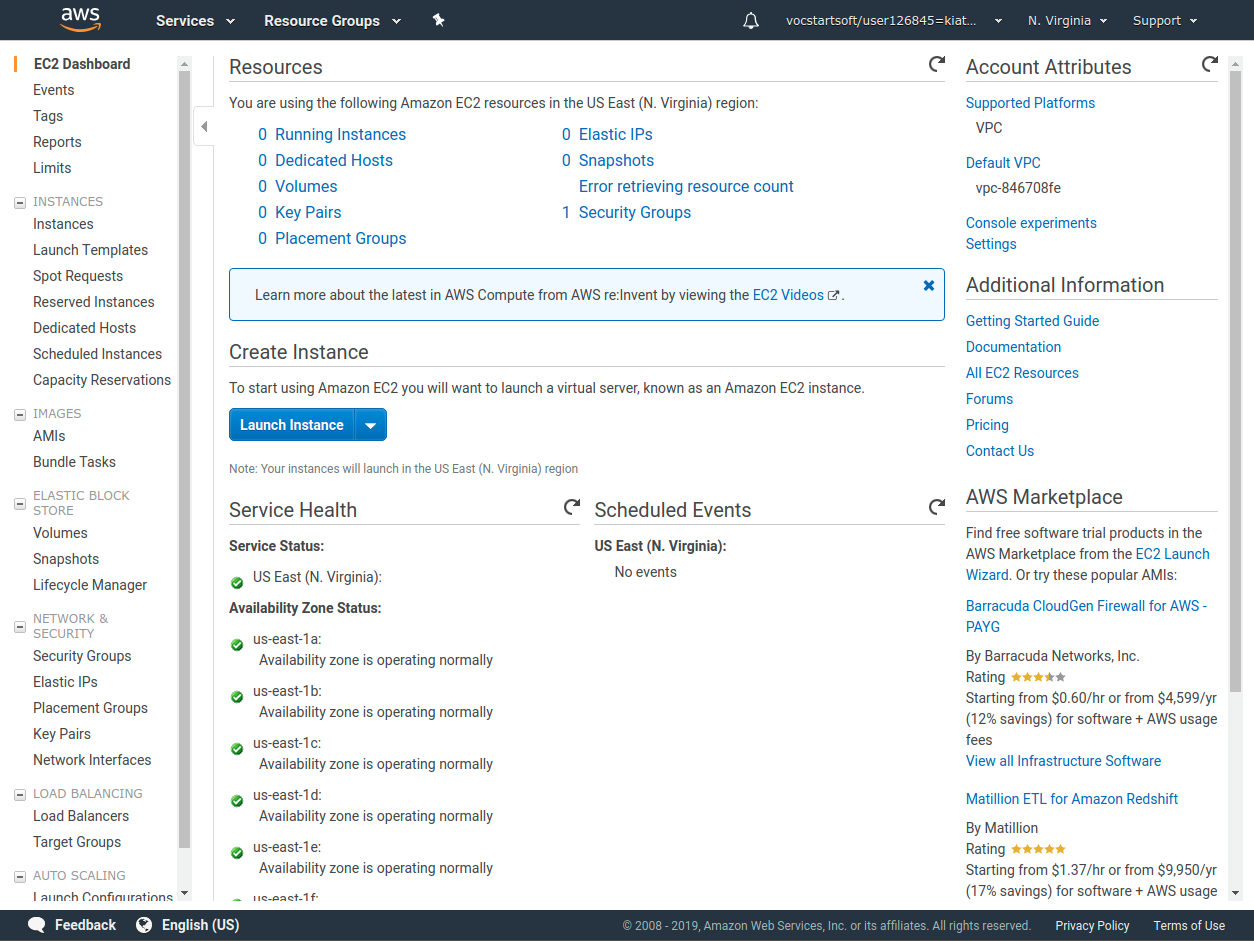 aws
Services
Resource Groups
vocstartsoft/user126845=kiat...
N. Virginia
Support
EC2 Dashboard
Events
Tags
Reports
Limits
INSTANCES
Instances
Launch Templates
Spot Requests
Reserved Instances
Dedicated Hosts
Scheduled Instances
Capacity Reservations
IMAGES
AMIs
Bundle Tasks
ELASTIC BLOCK
STORE
Volumes
Snapshots
Lifecycle Manager
NETWORK &
SECURITY
Security Groups
Elastic IPs
Placement Groups
Key Pairs
Network Interfaces
LOAD BALANCING
Load Balancers
Target Groups
AUTO SCALING
Launch Configurations
Resources
You are using the following Amazon EC2 resources in the US East (N. Virginia) region:
0 Running Instances
0 Dedicated Hosts
0 Volumes
0 Key Pairs
0 Placement Groups
0 Elastic IPs
0 Snapshots
Error retrieving resource count
1 Security Groups
Learn more about the latest in AWS Compute from AWS re:Invent by viewing the EC2 Videos .
Create Instance
To start using Amazon EC2 you will want to launch a virtual server, known as an Amazon EC2 instance.
Launch Instance
Note: Your instances will launch in the US East (N. Virginia) region
Service Health
Service Status:
US East (N. Virginia):
Availability Zone Status:
us-east-1a:
Availability zone is operating normally
us-east-1b:
Availability zone is operating normally
us-east-1c:
Availability zone is operating normally
us-east-1d:
Availability zone is operating normally
us-east-1e:
Availability zone is operating normally
us-east-1f:
Scheduled Events
US East (N. Virginia):
No events
Account Attributes
Supported Platforms
VPC
Default VPC
vpc-846708fe
Console experiments
Settings
Additional Information
Getting Started Guide
Documentation
All EC2 Resources
Forums
Pricing
Contact Us
AWS Marketplace
Find free software trial products in the
AWS Marketplace from the EC2 Launch
Wizard. Or try these popular AMIs:
Barracuda CloudGen Firewall for AWS -
PAYG
By Barracuda Networks, Inc.
Rating
Starting from $0.60/hr or from $4,599/yr
(12% savings) for software + AWS usage
fees
View all Infrastructure Software
Matillion ETL for Amazon Redshift
By Matillion
Rating
Starting from $1.37/hr or from $9,950/yr
(17% savings) for software + AWS usage
Feedback
English (US)
© 2008 - 2019, Amazon Web Services, Inc. or its affiliates. All rights reserved.
Privacy Policy
Terms of Use